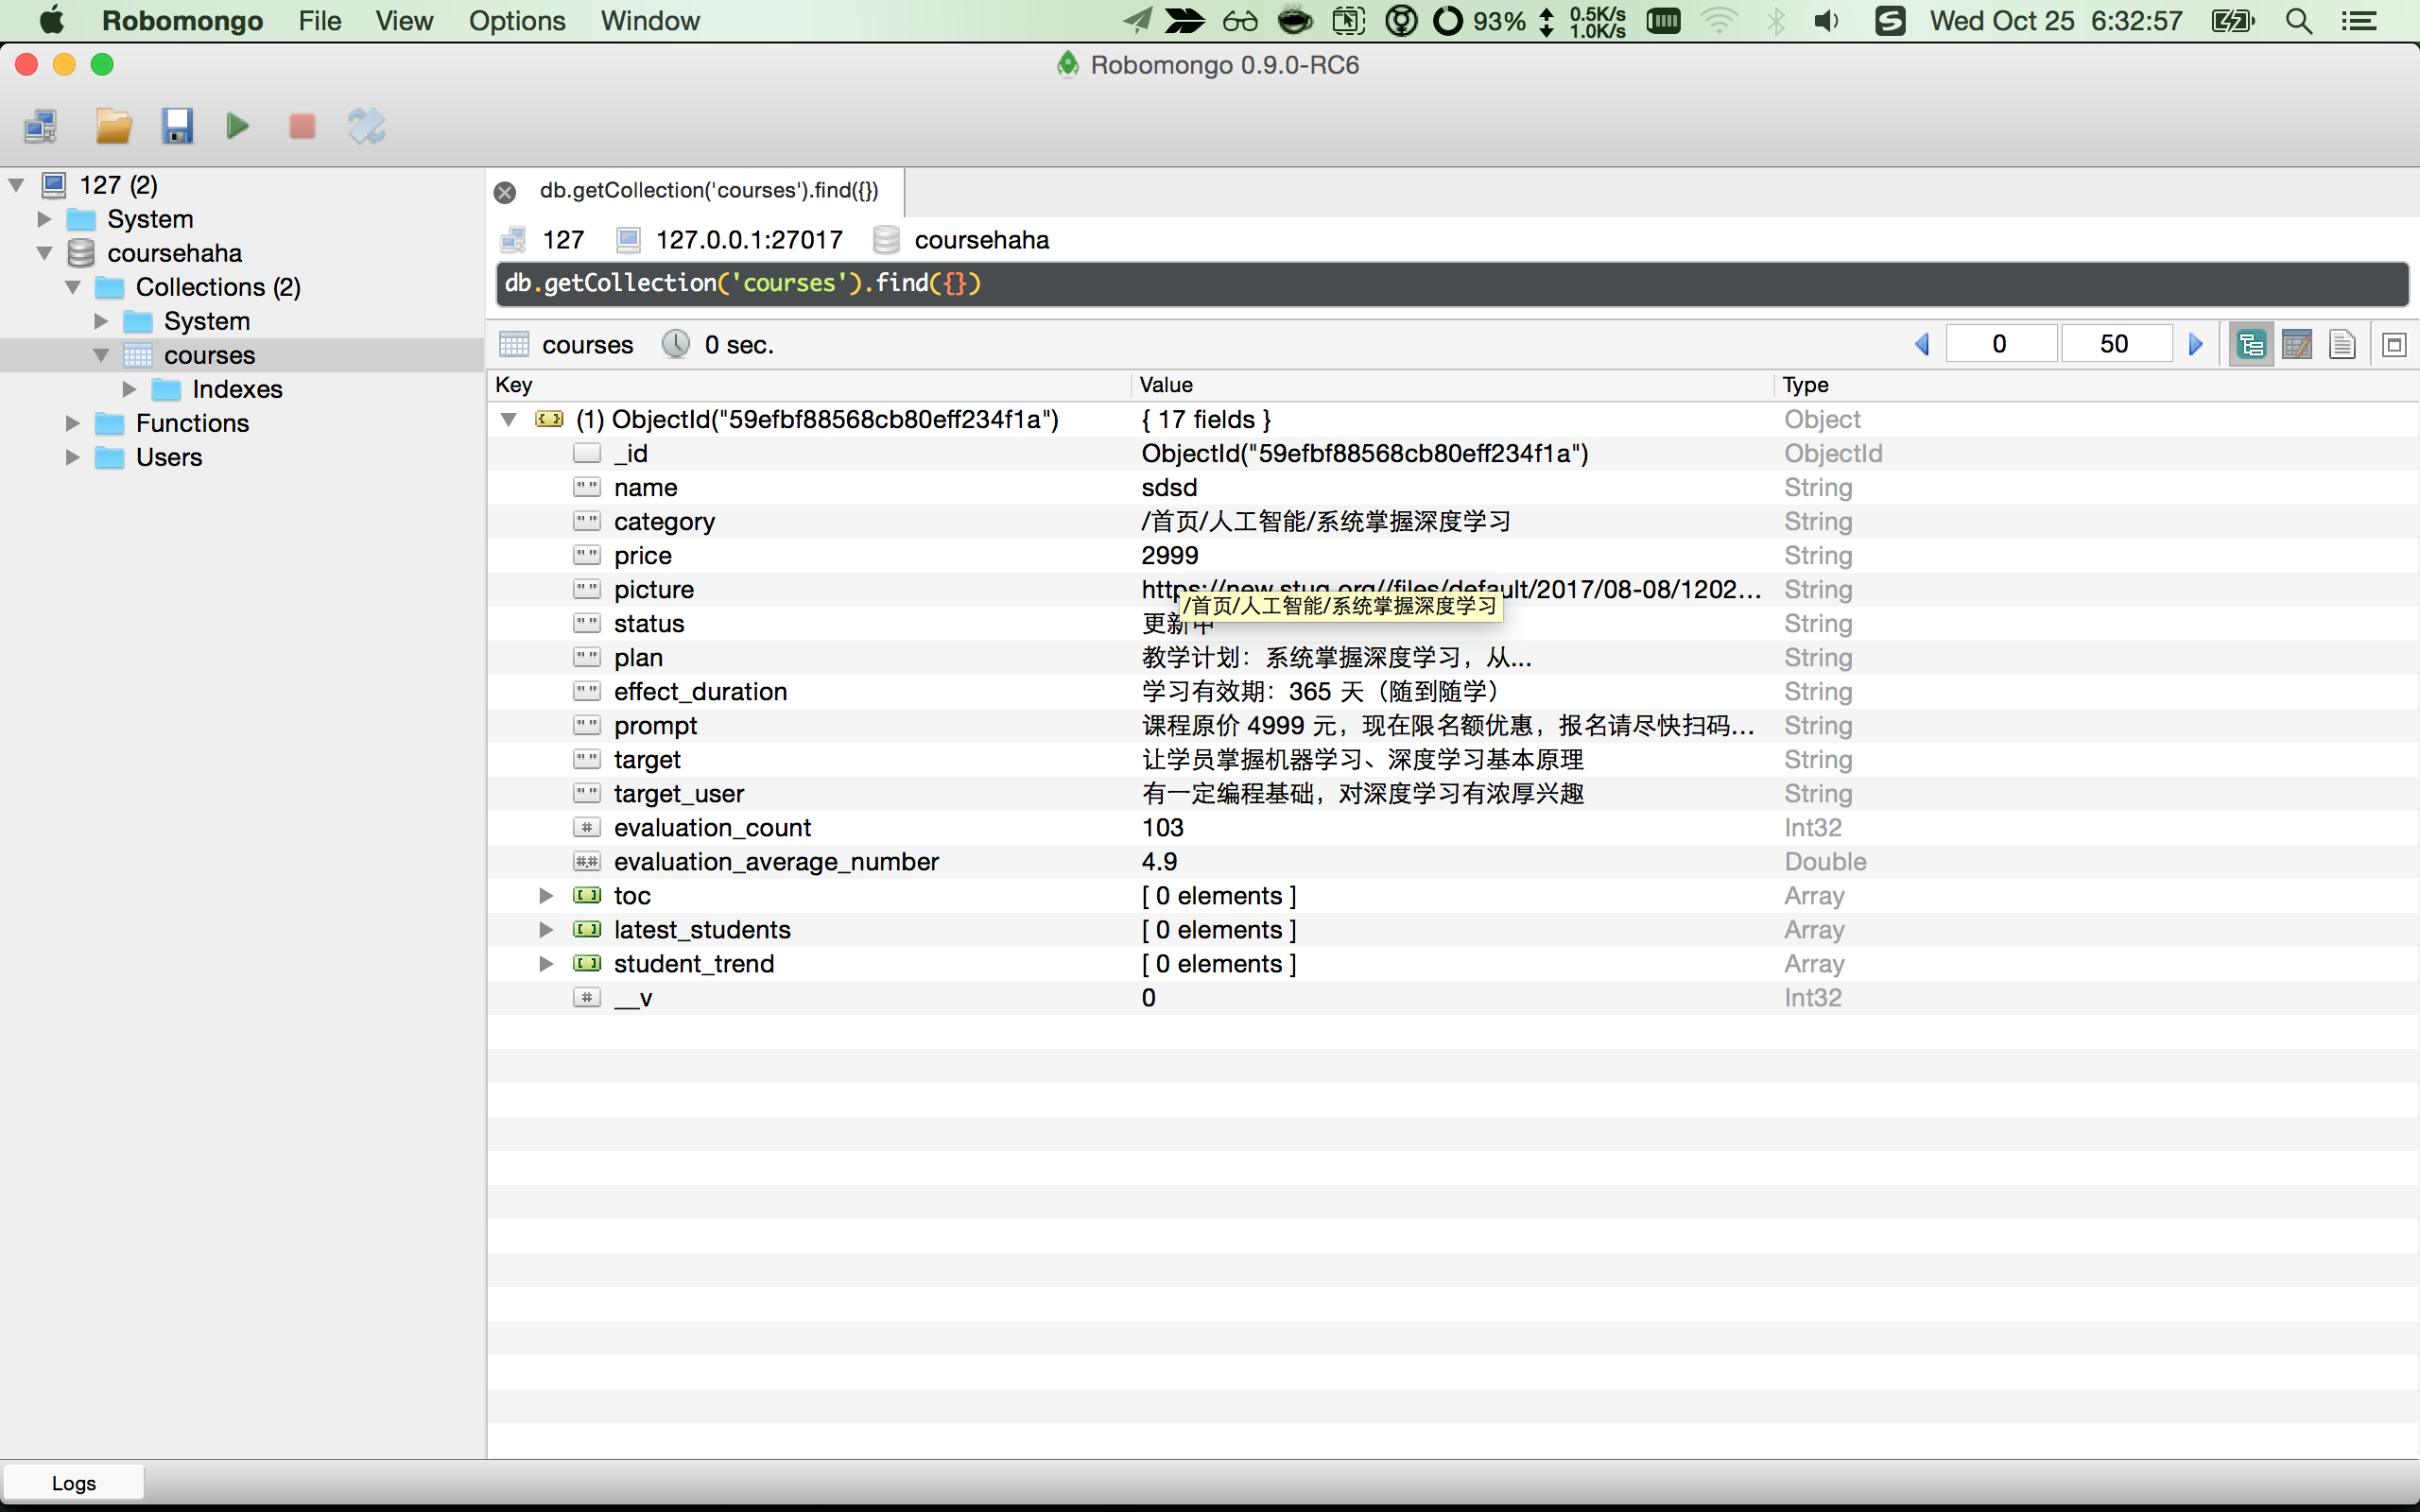 Robomongo File View Options Window 93% 0.5K/s 1.0K/s Wed Oct 25 6:32:57
Robomongo 0.9.0-RC6
127 (2)
System
coursehaha
Collections (2)
System
courses
Indexes
Functions
Users
db.getCollection('courses').find({})
127 127.0.0.1:27017 coursehaha
db.getCollection('courses').find({})
courses 0 sec. 0 50
Key Value Type
(1) ObjectId("59efbf88568cb80eff234f1a") { 17 fields } Object
_id ObjectId("59efbf88568cb80eff234f1a") ObjectId
name sdsd String
category /首页/人工智能/系统掌握深度学习 String
price 2999 String
picture https://new.stuq.org//files/default/2017/08-08/1202... String
/首页/人工智能/系统掌握深度学习
status 更新中 String
plan 教学计划：系统掌握深度学习，从... String
effect_duration 学习有效期：365 天（随到随学） String
prompt 课程原价 4999 元，现在限名额优惠，报名请尽快扫码... String
target 让学员掌握机器学习、深度学习基本原理 String
target_user 有一定编程基础，对深度学习有浓厚兴趣 String
evaluation_count 103 Int32
evaluation_average_number 4.9 Double
toc [ 0 elements ] Array
latest_students [ 0 elements ] Array
student_trend [ 0 elements ] Array
__v 0 Int32
Logs